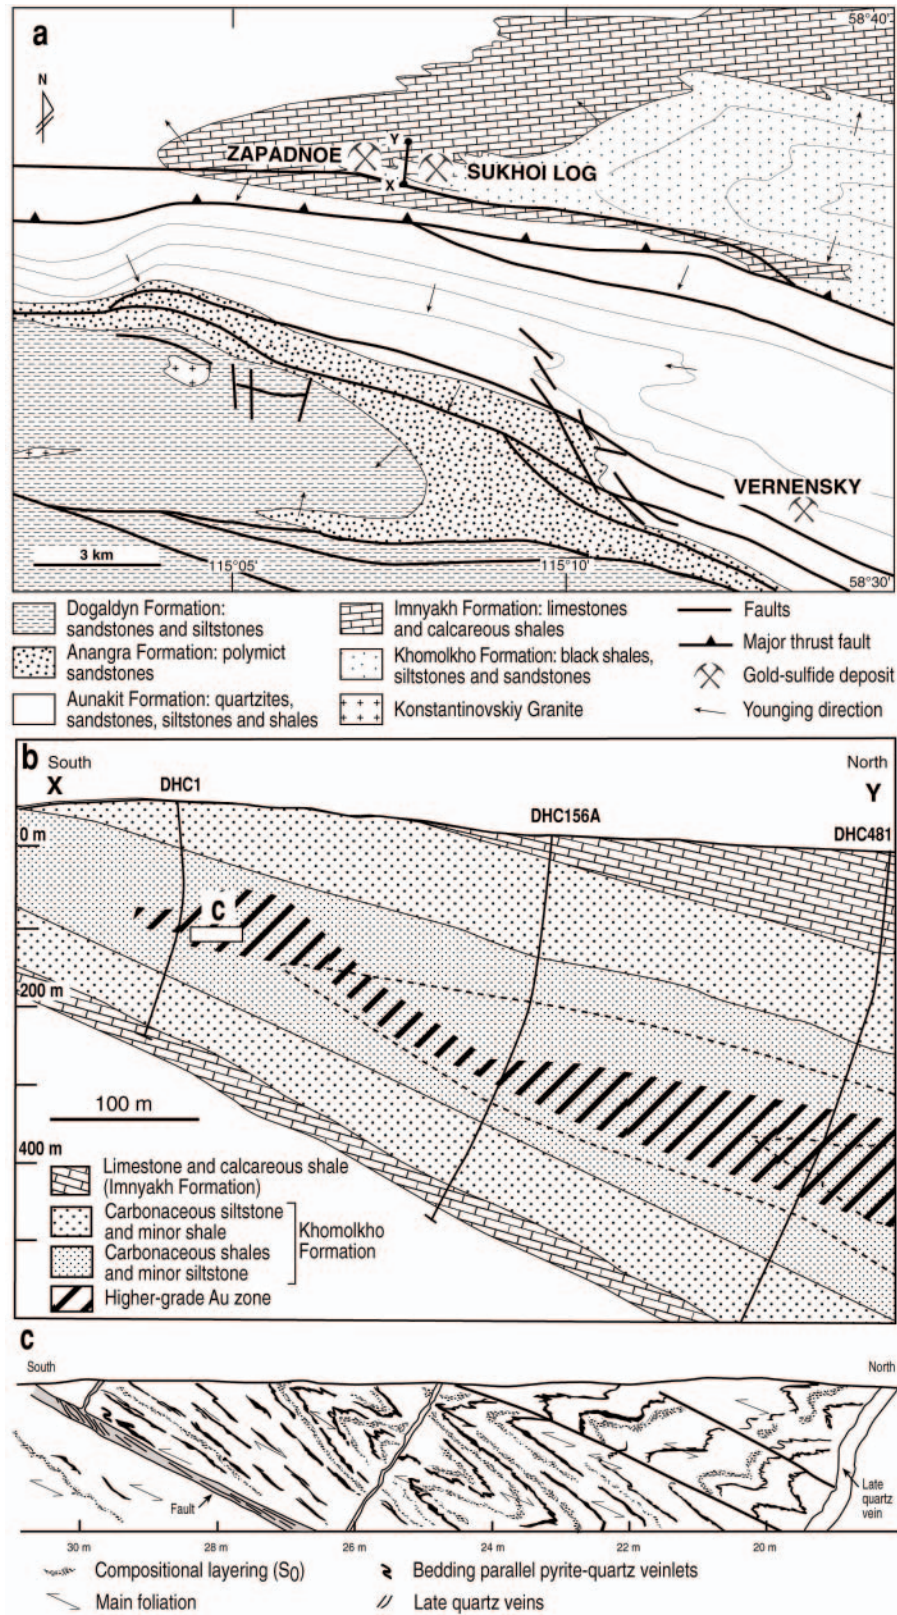 a
58°40'
N
Y
ZAPADNOE
SUKHOI LOG
X
VERNENSKY
3 km
115°05'
115°10'
58°30'
Dogaldyn Formation:
sandstones and siltstones
Anangra Formation: polymict
sandstones
Aunakit Formation: quartzites,
sandstones, siltstones and shales
Imnyakh Formation: limestones
and calcareous shales
Khomolkho Formation: black shales,
siltstones and sandstones
Konstantinovskiy Granite
Faults
Major thrust fault
Gold-sulfide deposit
Younging direction
b
South
North
X
Y
DHC1
DHC156A
DHC481
0 m
C
200 m
100 m
400 m
Limestone and calcareous shale
(Imnyakh Formation)
Carbonaceous siltstone
and minor shale
Carbonaceous shales
and minor siltstone
Khomolkho
Formation
Higher-grade Au zone
c
South
North
Fault
Late
quartz
vein
30 m
28 m
26 m
24 m
22 m
20 m
Compositional layering (S0)
Main foliation
Bedding parallel pyrite-quartz veinlets
Late quartz veins